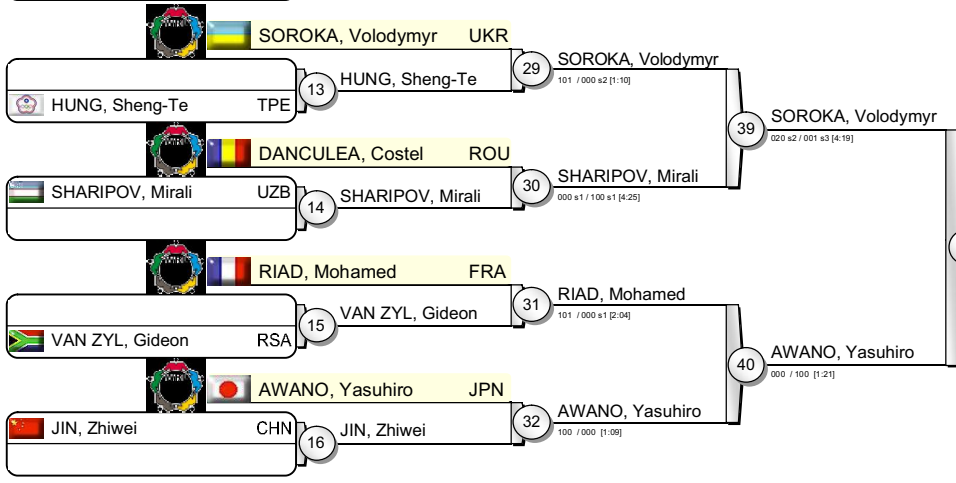 SOROKA, Volodymyr UKR
29
SOROKA, Volodymyr
101 / 000 s2 [1:10]
13
HUNG, Sheng-Te
HUNG, Sheng-Te TPE
39
SOROKA, Volodymyr
020 s2 / 001 s3 [4:19]
DANCULEA, Costel ROU
30
SHARIPOV, Mirali
000 s1 / 100 s1 [4:25]
SHARIPOV, Mirali UZB
14
SHARIPOV, Mirali
RIAD, Mohamed FRA
31
RIAD, Mohamed
101 / 000 s1 [2:04]
15
VAN ZYL, Gideon
VAN ZYL, Gideon RSA
40
AWANO, Yasuhiro
000 / 100 [1:21]
AWANO, Yasuhiro JPN
32
AWANO, Yasuhiro
100 / 000 [1:09]
JIN, Zhiwei CHN
16
JIN, Zhiwei